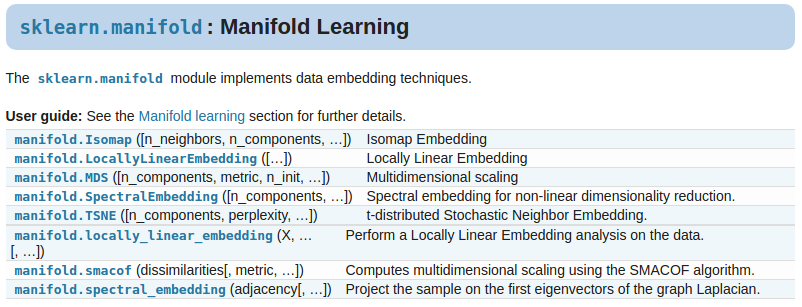 sklearn.manifold: Manifold Learning
The sklearn.manifold module implements data embedding techniques.
User guide: See the Manifold learning section for further details.
manifold.Isomap ([n_neighbors, n_components, …]) Isomap Embedding
manifold.LocallyLinearEmbedding ([…]) Locally Linear Embedding
manifold.MDS ([n_components, metric, n_init, …]) Multidimensional scaling
manifold.SpectralEmbedding ([n_components, …]) Spectral embedding for non-linear dimensionality reduction.
manifold.TSNE ([n_components, perplexity, …]) t-distributed Stochastic Neighbor Embedding.
manifold.locally_linear_embedding (X, … Perform a Locally Linear Embedding analysis on the data.
[, …])
manifold.smacof (dissimilarities[, metric, …]) Computes multidimensional scaling using the SMACOF algorithm.
manifold.spectral_embedding (adjacency[, …]) Project the sample on the first eigenvectors of the graph Laplacian.